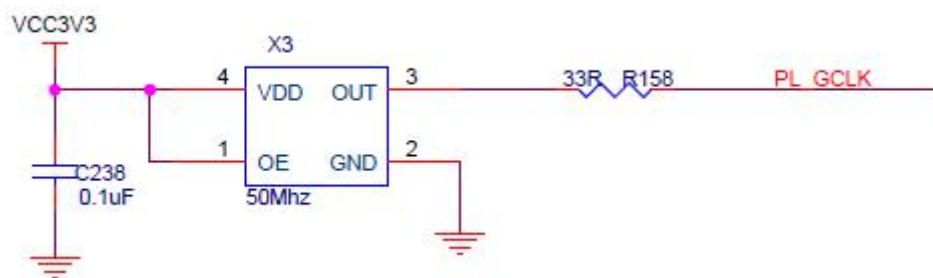 VCC3V3
X3
4 VDD OUT 3 33R R158 PL_GCLK
1 OE GND 2
C238
0.1uF
50Mhz